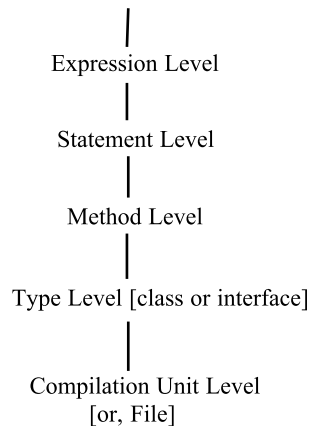 Expression Level
Statement Level
Method Level
Type Level [class or interface]
Compilation Unit Level
[or, File]